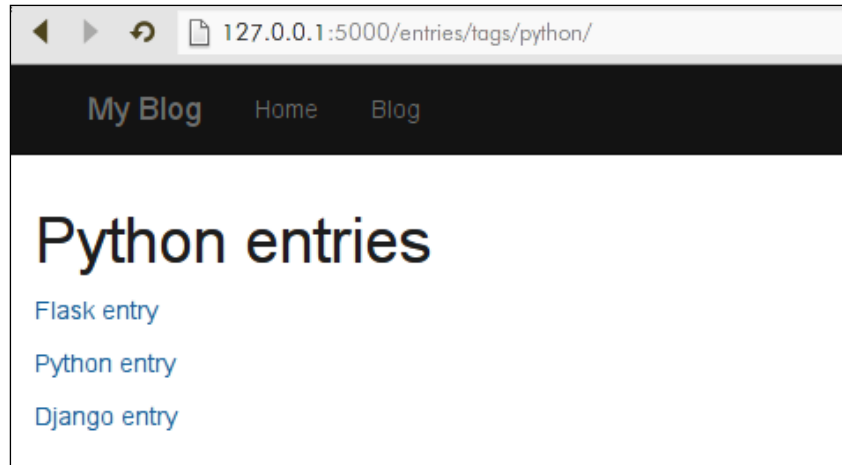 127.0.0.1:5000/entries/tags/python/
My Blog Home Blog
Python entries
Flask entry
Python entry
Django entry